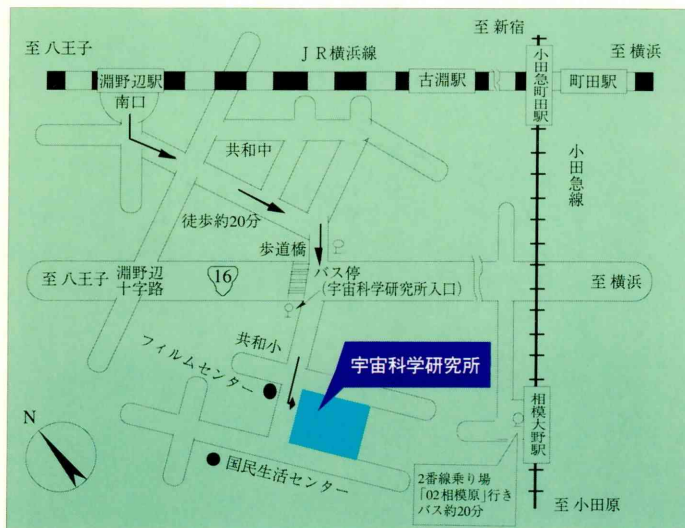 至 新宿
至 八王子
JR横浜線
至 横浜
淵野辺駅
古淵駅
小田急町田駅
町田駅
南口
共和中
小田急線
徒歩約20分
歩道橋
至 八王子
淵野辺
十字路
16
バス停
(宇宙科学研究所入口)
至 横浜
共和小
フィルムセンター
宇宙科学研究所
N
相模大野駅
国民生活センター
2番線乗り場
「02相模原」行き
バス約20分
至 小田原